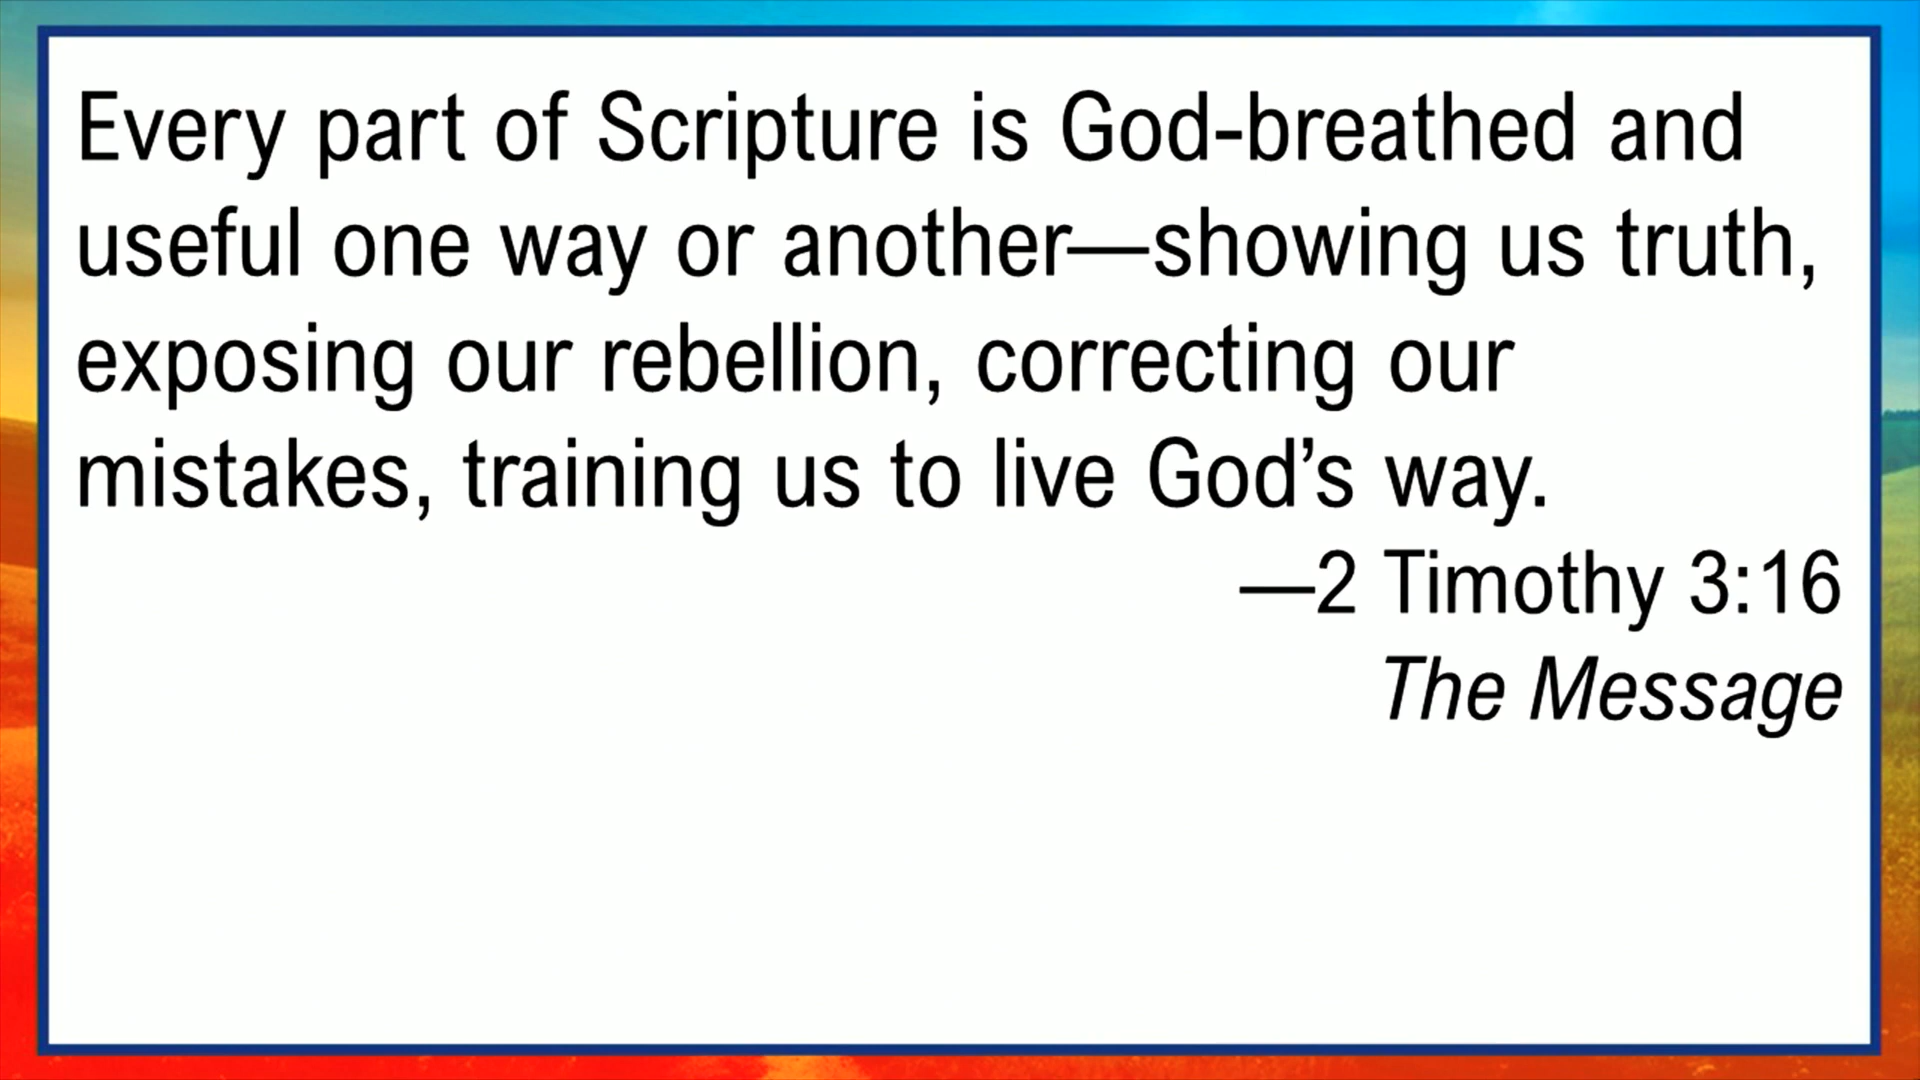 Every part of Scripture is God-breathed and
useful one way or another—showing us truth,
exposing our rebellion, correcting our
mistakes, training us to live God’s way.
—2 Timothy 3:16
The Message